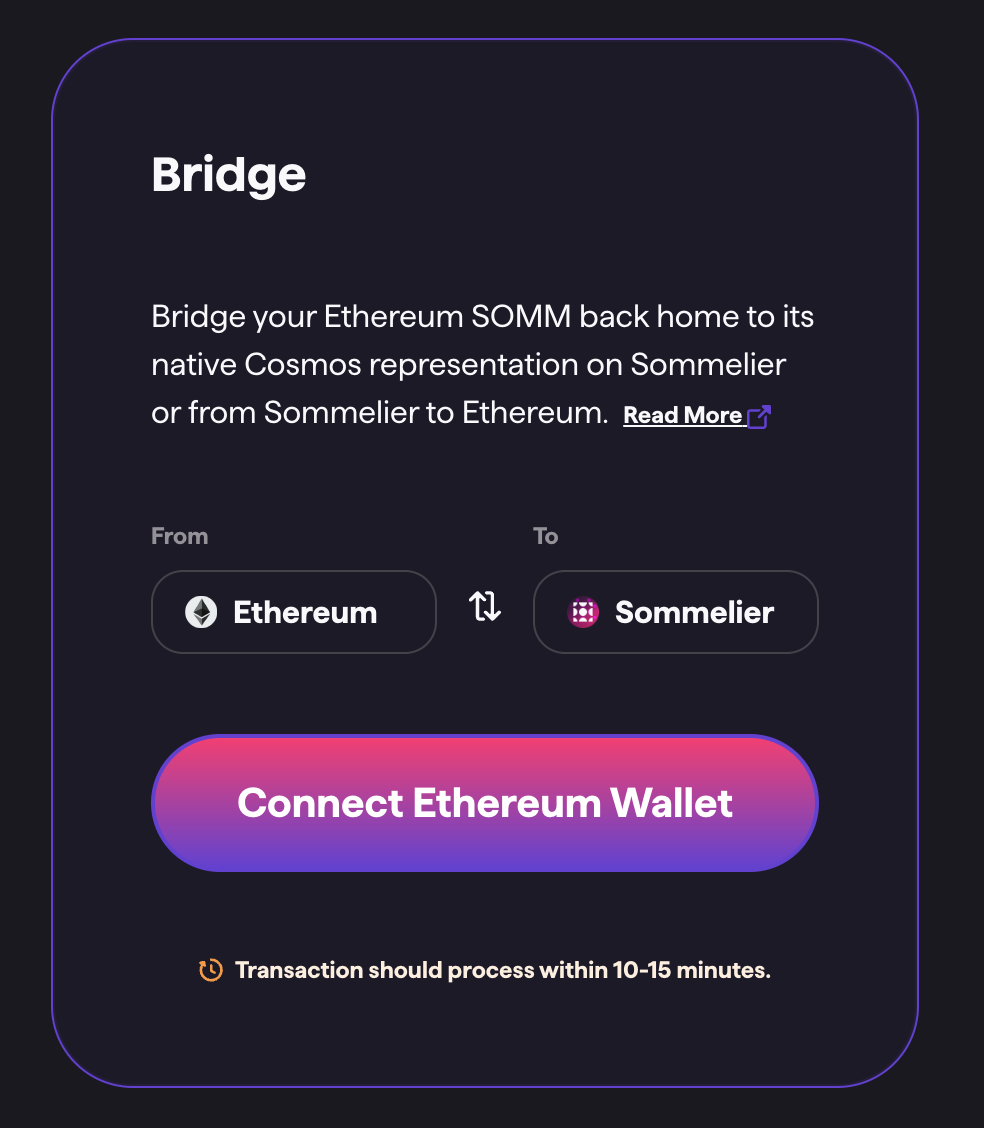 Bridge
Bridge your Ethereum SOMM back home to its
native Cosmos representation on Sommelier
or from Sommelier to Ethereum. Read More
From To
Ethereum Sommelier
Connect Ethereum Wallet
Transaction should process within 10-15 minutes.